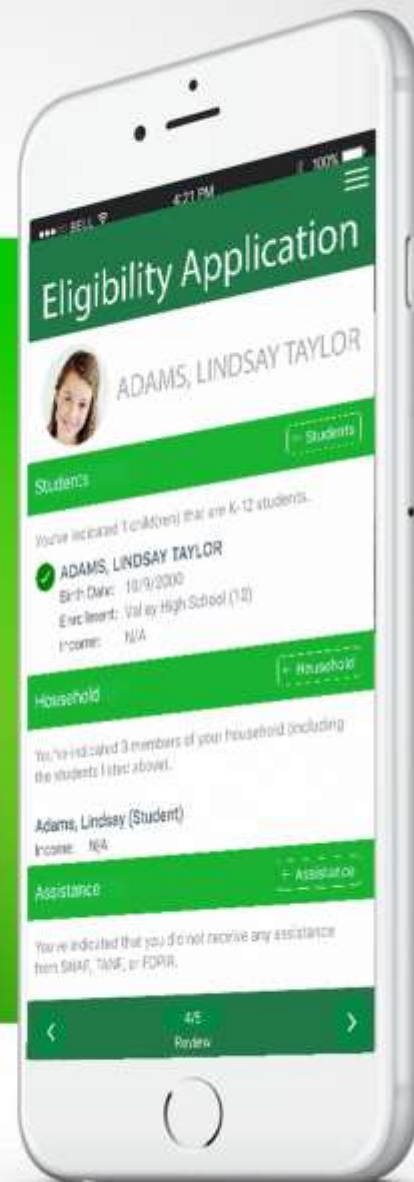 BELL 4:21 PM 100%
Eligibility Application
ADAMS, LINDSAY TAYLOR
Students + Students
You've indicated 1 child(ren) that are K-12 students.
ADAMS, LINDSAY TAYLOR
Birth Date: 10/9/2000
Enrollment: Valley High School (12)
Income: N/A
Household + Household
You've indicated 3 members of your household (including
the students listed above).
Adams, Lindsay (Student)
Income: N/A
Assistance + Assistance
You've indicated that you did not receive any assistance
from SNAP, TANF, or FDPIR.
4/5
Review